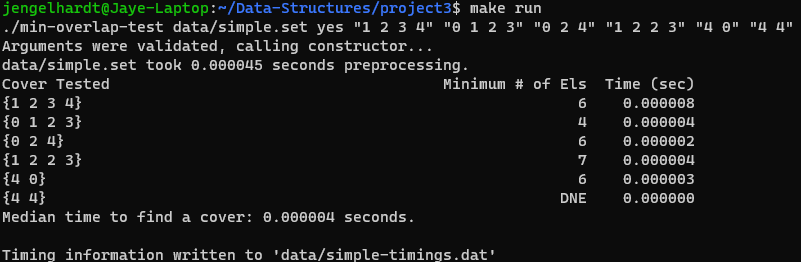 jengelhardt@Jaye-Laptop:~/Data-Structures/project3$ make run
./min-overlap-test data/simple.set yes "1 2 3 4" "0 1 2 3" "0 2 4" "1 2 2 3" "4 0" "4 4"
Arguments were validated, calling constructor...
data/simple.set took 0.000045 seconds preprocessing.
Cover Tested                                     Minimum # of Els  Time (sec)
{1 2 3 4}                                                       6    0.000008
{0 1 2 3}                                                       4    0.000004
{0 2 4}                                                         6    0.000002
{1 2 2 3}                                                       7    0.000004
{4 0}                                                           6    0.000003
{4 4}                                                         DNE    0.000000
Median time to find a cover: 0.000004 seconds.

Timing information written to 'data/simple-timings.dat'